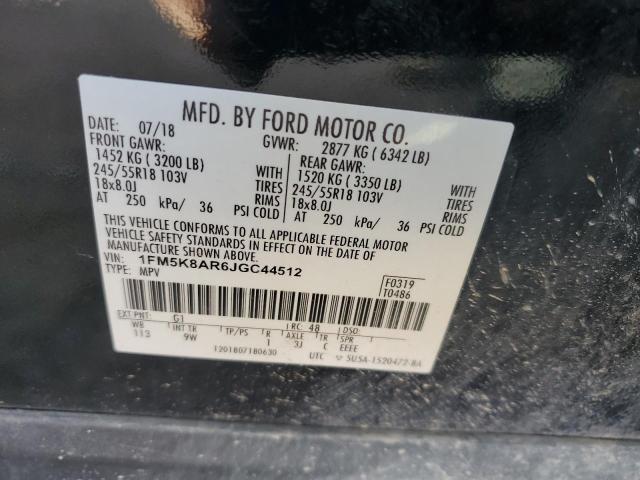 MFD. BY FORD MOTOR CO.
DATE: 07/18 GVWR: 2877 KG ( 6342 LB)
FRONT GAWR: REAR GAWR:
1452 KG ( 3200 LB) WITH 1520 KG ( 3350 LB) WITH
245/55R18 103V TIRES 245/55R18 103V TIRES
18x8.0J RIMS 18x8.0J RIMS
AT 250 kPa/ 36 PSI COLD AT 250 kPa/ 36 PSI COLD
THIS VEHICLE CONFORMS TO ALL APPLICABLE FEDERAL MOTOR
VEHICLE SAFETY STANDARDS IN EFFECT ON THE DATE OF
MANUFACTURE SHOWN ABOVE.
VIN: 1FM5K8AR6JGC44512 F0319
TYPE: MPV T0486
EXT PNT: G1 RC: 48 DSO:
WB INT TR TP/PS R AXLE TR SPR
113 9W 1 3J C EEEE
1201807180630 UTC 5U5A-1520472-BA